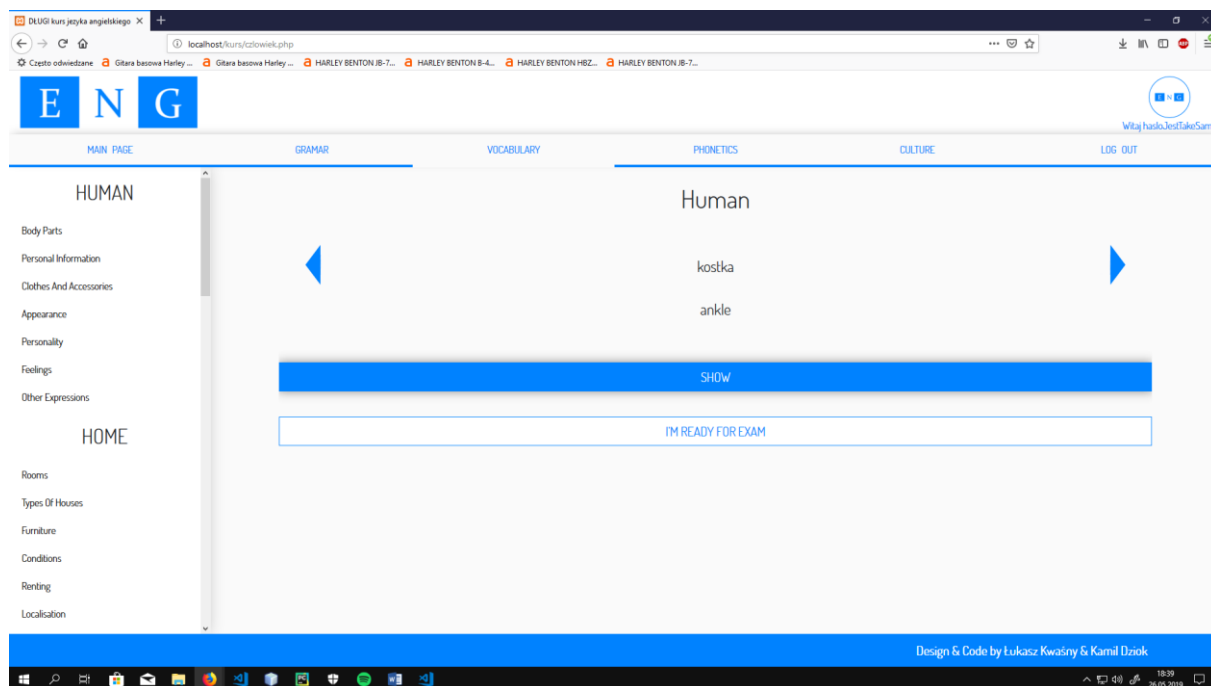 DŁUGI kurs jezyka angielskiego
localhost/kurs/czlowiek.php
Często odwiedzane Gitara basowa Harley ... Gitara basowa Harley ... HARLEY BENTON JB-7... HARLEY BENTON B-4... HARLEY BENTON HBZ... HARLEY BENTON JB-7...
E N G
E N G
Witaj hasloJestTakeSam
MAIN PAGE GRAMAR VOCABULARY PHONETICS CULTURE LOG OUT
HUMAN
Body Parts
Personal Information
Clothes And Accessories
Appearance
Personality
Feelings
Other Expressions
HOME
Rooms
Types Of Houses
Furniture
Conditions
Renting
Localisation
Human
kostka
ankle
SHOW
I'M READY FOR EXAM
Design & Code by Łukasz Kwaśny & Kamil Dziok
18:39
26.05.2019